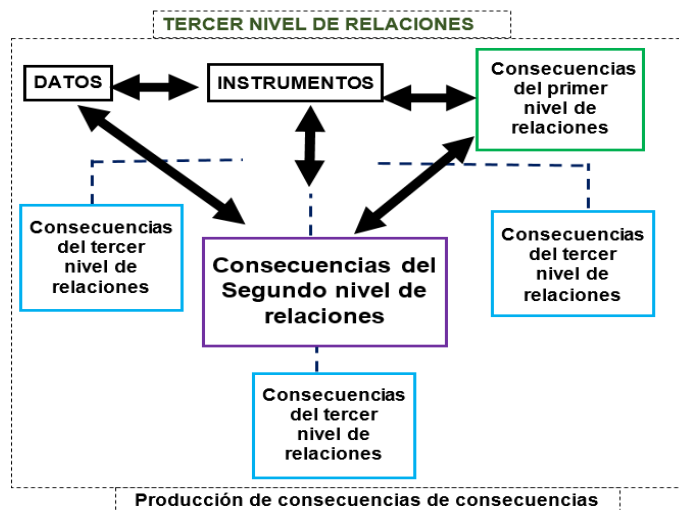 TERCER NIVEL DE RELACIONES
DATOS
INSTRUMENTOS
Consecuencias
del primer
nivel de
relaciones
Consecuencias
del tercer
nivel de
relaciones
Consecuencias del
Segundo nivel de
relaciones
Consecuencias
del tercer
nivel de
relaciones
Consecuencias
del tercer
nivel de
relaciones
Producción de consecuencias de consecuencias